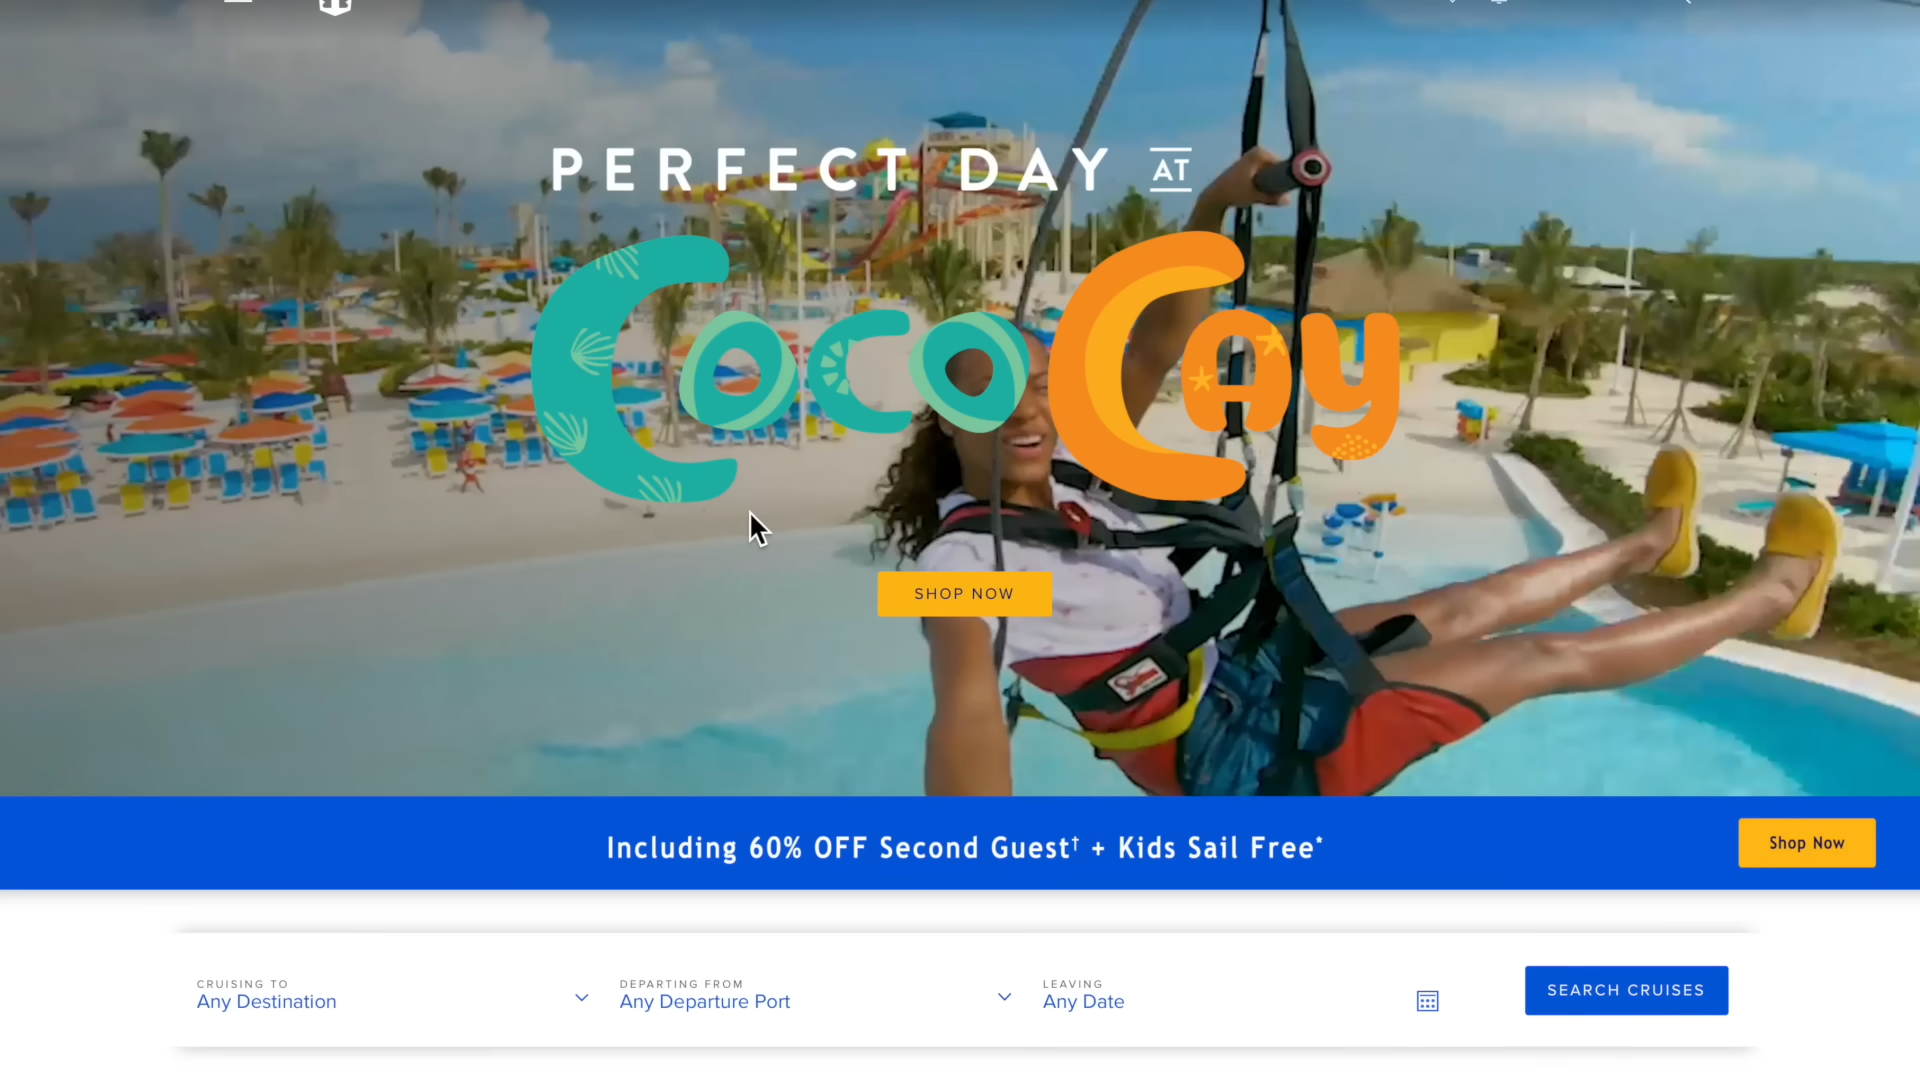 PERFECT DAY AT
CocoCay
SHOP NOW
Including 60% OFF Second Guest† + Kids Sail Free*
Shop Now
CRUISING TO
Any Destination
DEPARTING FROM
Any Departure Port
LEAVING
Any Date
SEARCH CRUISES